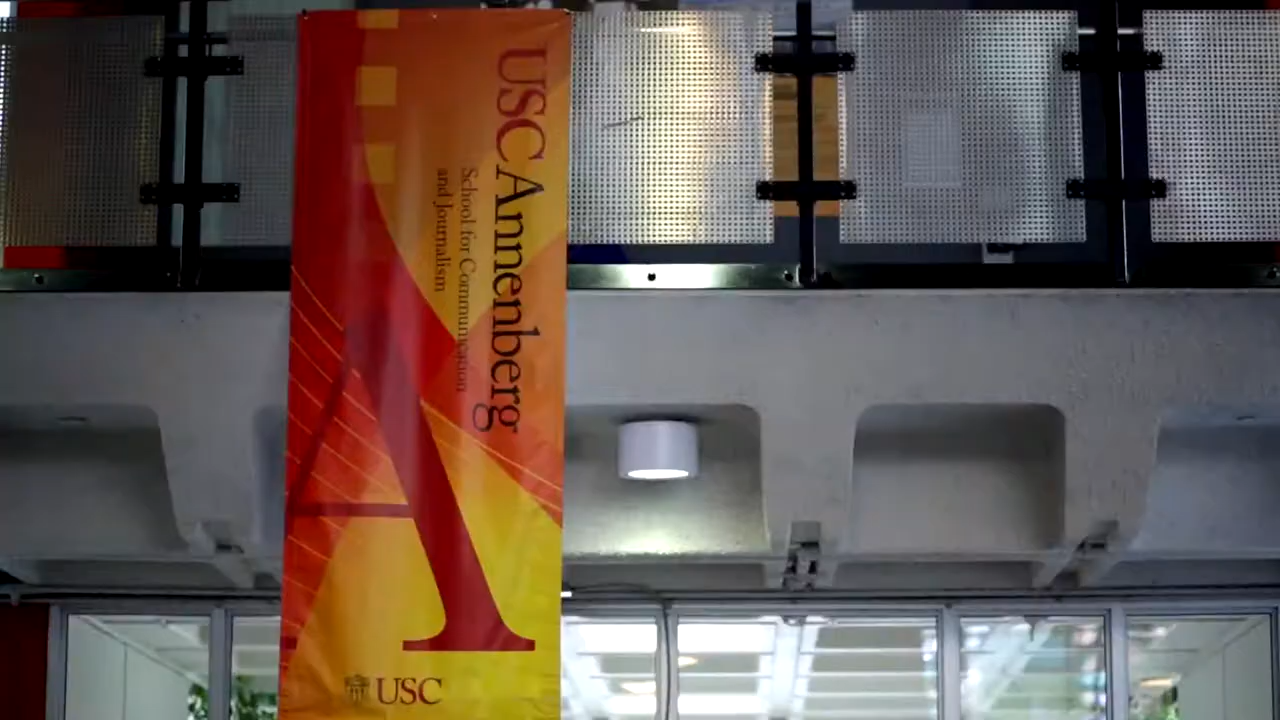 USC Annenberg
School for Communication
and Journalism
A
USC